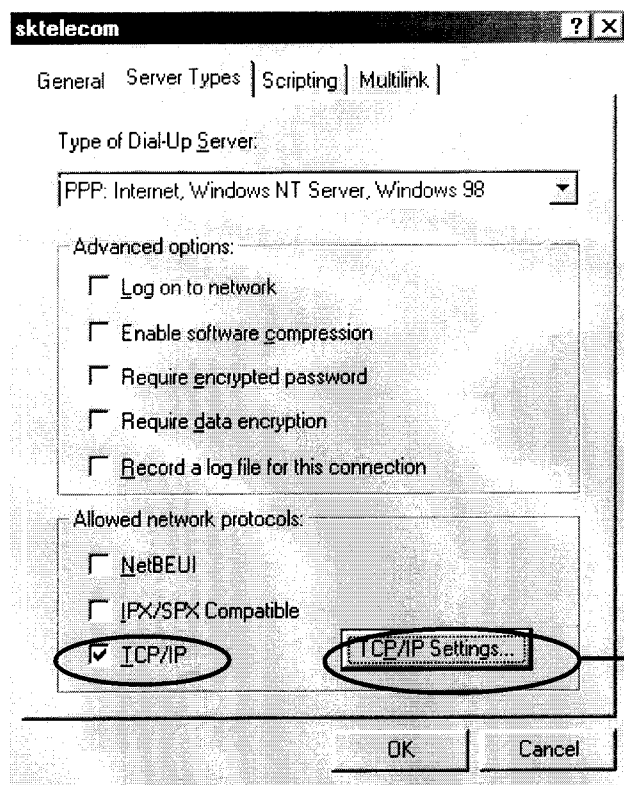 sktelecom
General Server Types Scripting Multilink
Type of Dial-Up Server:
PPP: Internet, Windows NT Server, Windows 98
Advanced options:
Log on to network
Enable software compression
Require encrypted password
Require data encryption
Record a log file for this connection
Allowed network protocols:
NetBEUI
IPX/SPX Compatible
TCP/IP TCP/IP Settings...
OK Cancel